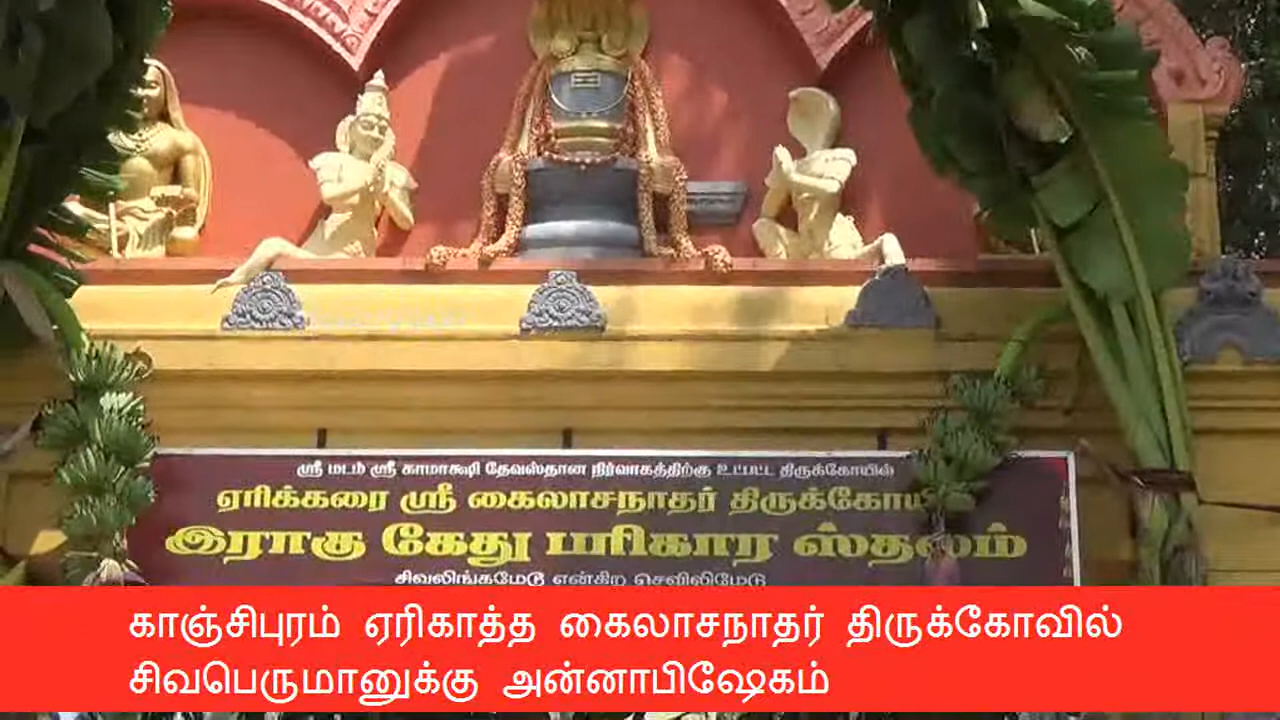 ஸ்ரீ மடம் ஸ்ரீ காமாக்ஷி தேவஸ்தான நிர்வாகத்திற்கு உட்பட்ட திருக்கோயில்
ஏரிக்கரை ஸ்ரீ கைலாசநாதர்
இராகு கேது பரிகார ஸ்தலம்
சிவலிங்கமேடு என்கிற செவிலிமேடு
காஞ்சிபுரம் ஏரிகாத்த கைலாசநாதர் திருக்கோவில்
சிவபெருமானுக்கு அன்னாபிஷேகம்